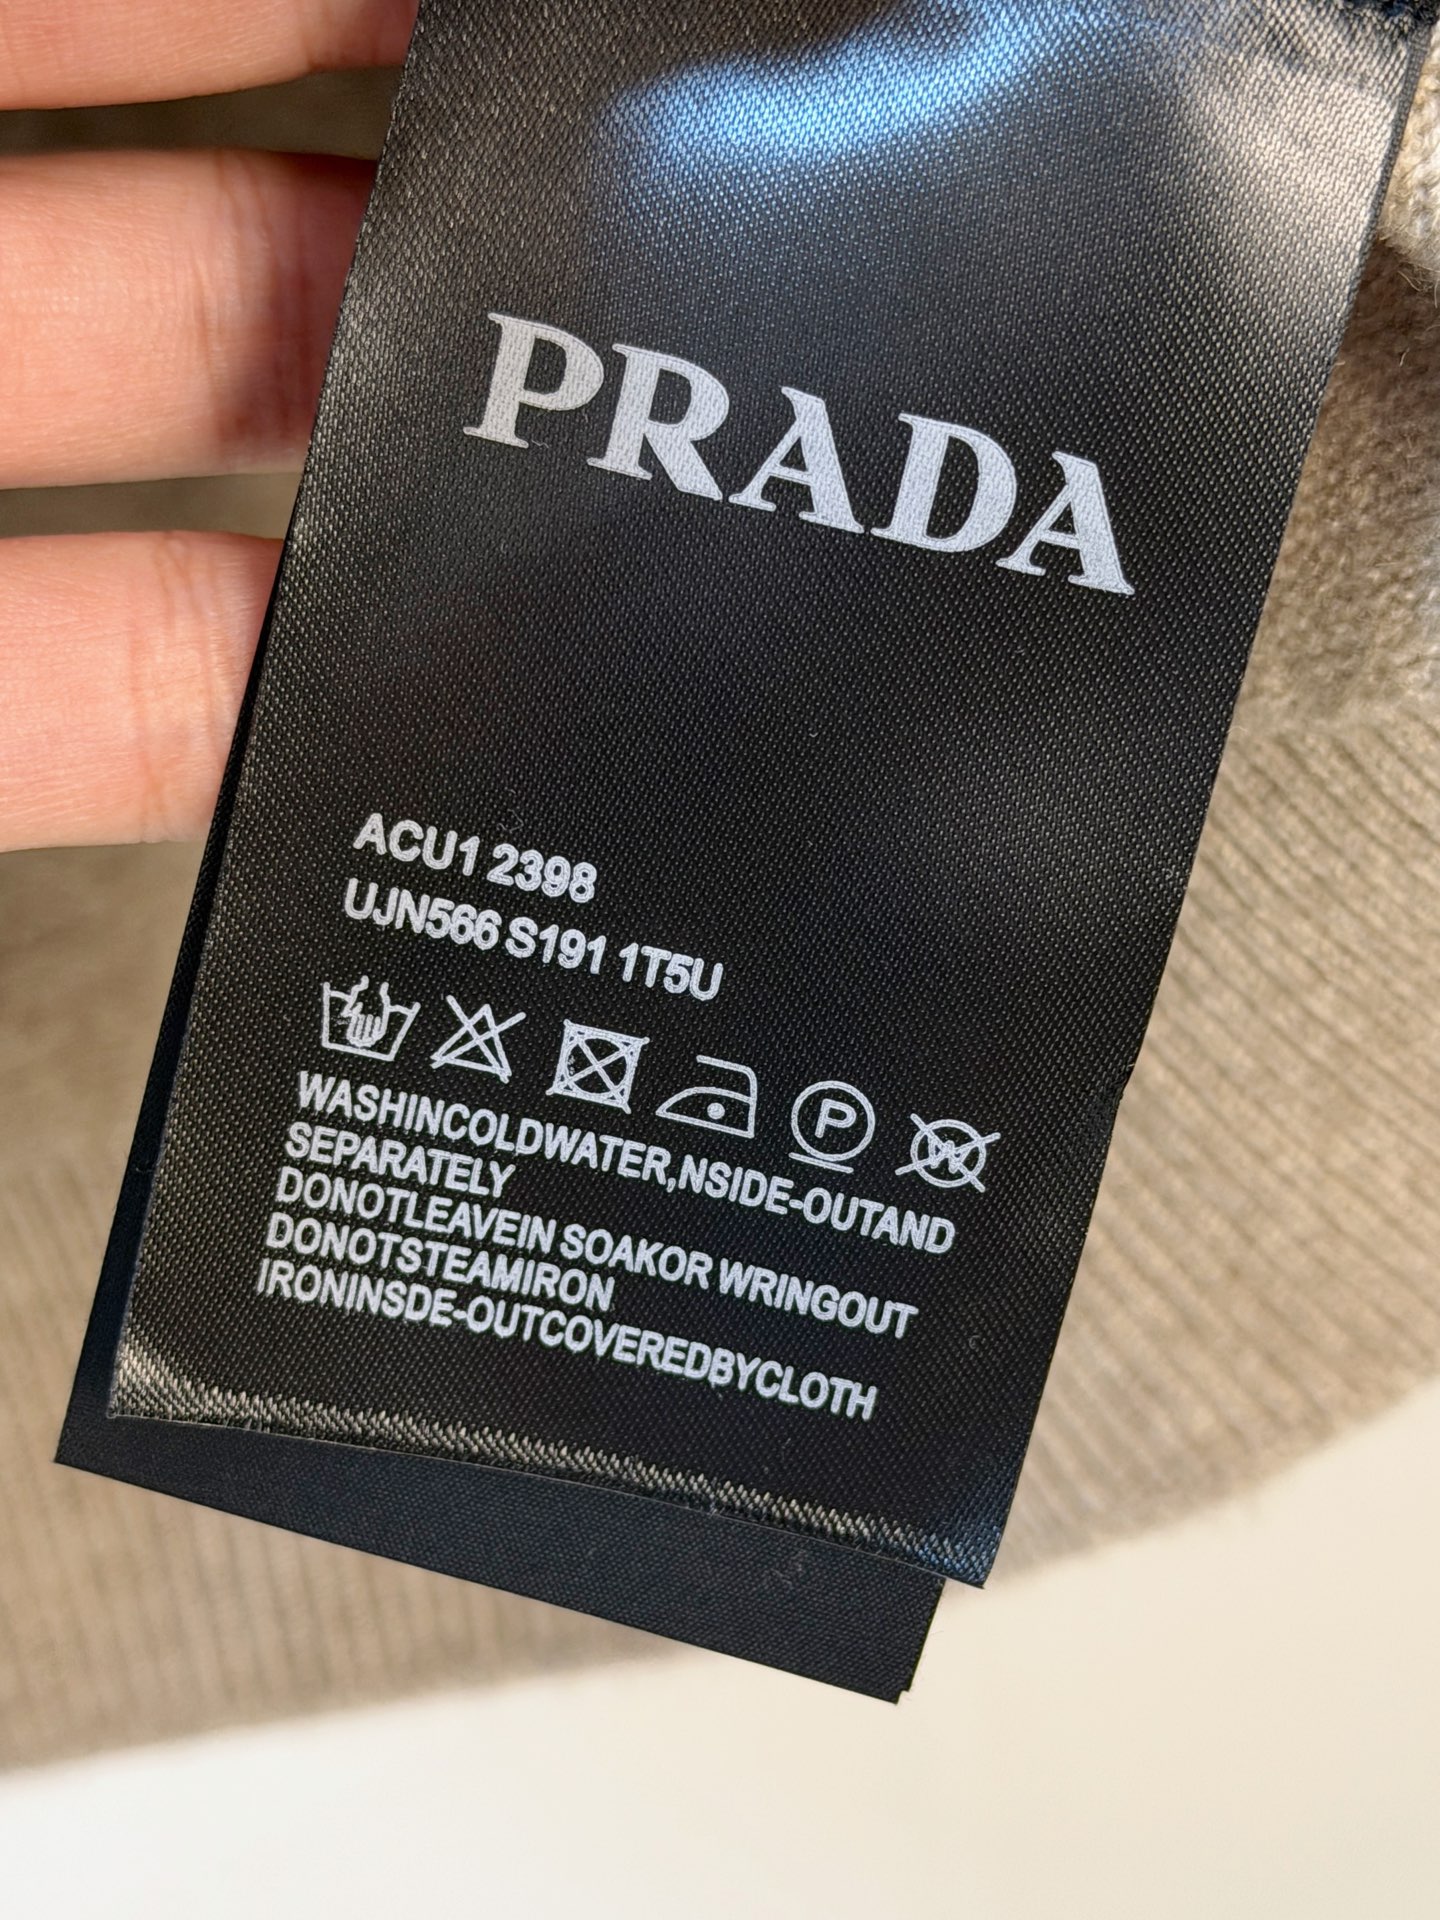 PRADA
ACU1 2398
UJN566 S191 1T5U
P
W
WASHINCOLDWATER,NSIDE-OUTAND
SEPARATELY
DONOTLEAVEIN SOAKOR WRINGOUT
DONOTSTEAMIRON
IRONINSDE-OUTCOVEREDBYCLOTH